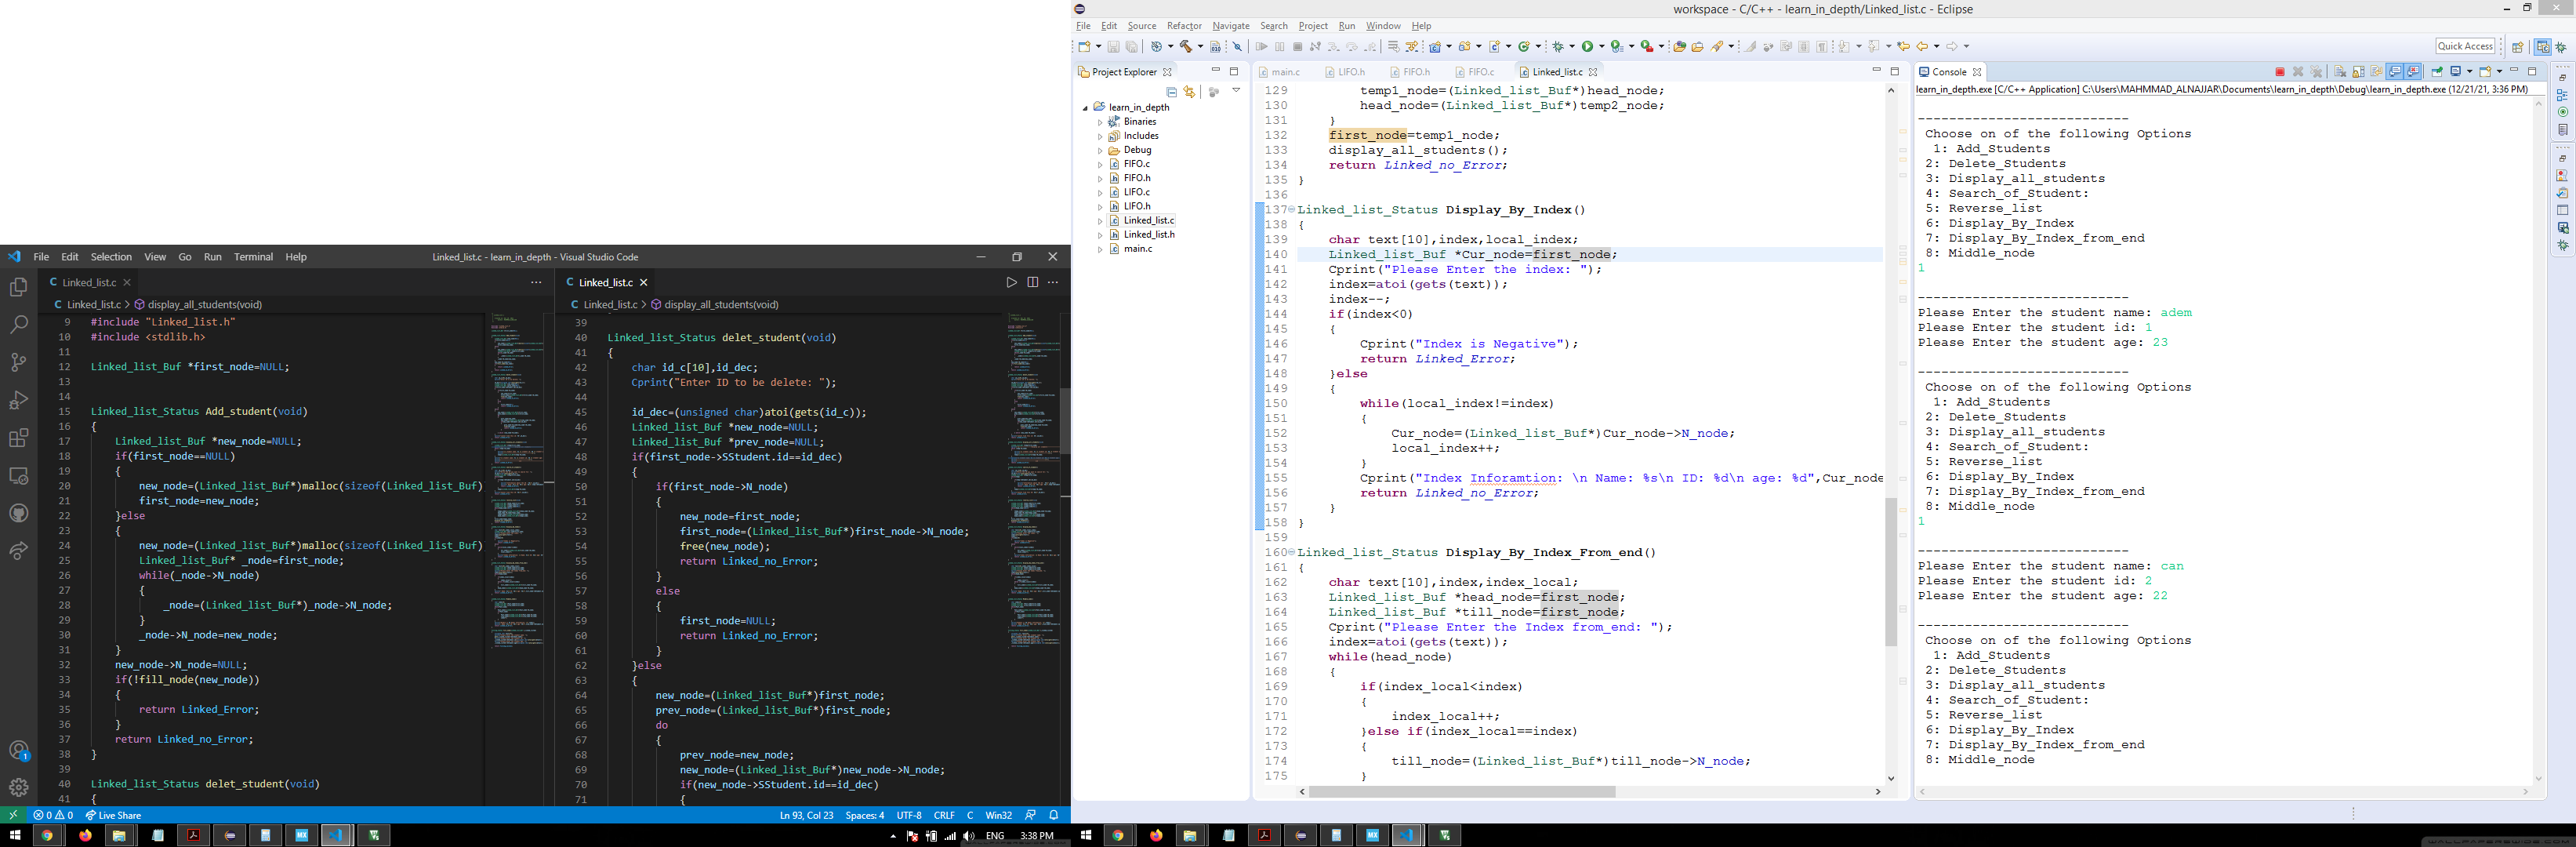 File Edit Selection View Go Run Terminal Help
Linked_list.c - learn_in_depth - Visual Studio Code
Linked_list.c
Linked_list.c > display_all_students(void)
9 #include "Linked_list.h"
10 #include <stdlib.h>
11
12 Linked_list_Buf *first_node=NULL;
13
14
15 Linked_list_Status Add_student(void)
16 {
17 Linked_list_Buf *new_node=NULL;
18 if(first_node==NULL)
19 {
20 new_node=(Linked_list_Buf*)malloc(sizeof(Linked_list_Buf)
21 first_node=new_node;
22 }else
23 {
24 new_node=(Linked_list_Buf*)malloc(sizeof(Linked_list_Buf)
25 Linked_list_Buf* _node=first_node;
26 while(_node->N_node)
27 {
28 _node=(Linked_list_Buf*)_node->N_node;
29 }
30 _node->N_node=new_node;
31 }
32 new_node->N_node=NULL;
33 if(!fill_node(new_node))
34 {
35 return Linked_Error;
36 }
37 return Linked_no_Error;
38 }
39
40 Linked_list_Status delet_student(void)
41 {
Linked_list.c
Linked_list.c > display_all_students(void)
39
40 Linked_list_Status delet_student(void)
41 {
42 char id_c[10],id_dec;
43 Cprint("Enter ID to be delete: ");
44
45 id_dec=(unsigned char)atoi(gets(id_c));
46 Linked_list_Buf *new_node=NULL;
47 Linked_list_Buf *prev_node=NULL;
48 if(first_node->SStudent.id==id_dec)
49 {
50 if(first_node->N_node)
51 {
52 new_node=first_node;
53 first_node=(Linked_list_Buf*)first_node->N_node;
54 free(new_node);
55 return Linked_no_Error;
56 }
57 else
58 {
59 first_node=NULL;
60 return Linked_no_Error;
61 }
62 }else
63 {
64 new_node=(Linked_list_Buf*)first_node;
65 prev_node=(Linked_list_Buf*)first_node;
66 do
67 {
68 prev_node=new_node;
69 new_node=(Linked_list_Buf*)new_node->N_node;
70 if(new_node->SStudent.id==id_dec)
71 {
0 0 Live Share
Ln 93, Col 23 Spaces: 4 UTF-8 CRLF C Win32
ENG 3:38 PM
workspace - C/C++ - learn_in_depth/Linked_list.c - Eclipse
File Edit Source Refactor Navigate Search Project Run Window Help
Quick Access
Project Explorer
learn_in_depth
Binaries
Includes
Debug
FIFO.c
FIFO.h
LIFO.c
LIFO.h
Linked_list.c
Linked_list.h
main.c
main.c LIFO.h FIFO.h FIFO.c Linked_list.c
129 temp1_node=(Linked_list_Buf*)head_node;
130 head_node=(Linked_list_Buf*)temp2_node;
131 }
132 first_node=temp1_node;
133 display_all_students();
134 return Linked_no_Error;
135 }
136
137 Linked_list_Status Display_By_Index()
138 {
139 char text[10],index,local_index;
140 Linked_list_Buf *Cur_node=first_node;
141 Cprint("Please Enter the index: ");
142 index=atoi(gets(text));
143 index--;
144 if(index<0)
145 {
146 Cprint("Index is Negative");
147 return Linked_Error;
148 }else
149 {
150 while(local_index!=index)
151 {
152 Cur_node=(Linked_list_Buf*)Cur_node->N_node;
153 local_index++;
154 }
155 Cprint("Index Inforamtion: \n Name: %s\n ID: %d\n age: %d",Cur_node
156 return Linked_no_Error;
157 }
158 }
159
160 Linked_list_Status Display_By_Index_From_end()
161 {
162 char text[10],index,index_local;
163 Linked_list_Buf *head_node=first_node;
164 Linked_list_Buf *till_node=first_node;
165 Cprint("Please Enter the Index from_end: ");
166 index=atoi(gets(text));
167 while(head_node)
168 {
169 if(index_local<index)
170 {
171 index_local++;
172 }else if(index_local==index)
173 {
174 till_node=(Linked_list_Buf*)till_node->N_node;
175 }
Console
learn_in_depth.exe [C/C++ Application] C:\Users\MAHMMAD_ALNAJJAR\Documents\learn_in_depth\Debug\learn_in_depth.exe (12/21/21, 3:36 PM)
---------------------------
Choose on of the following Options
1: Add_Students
2: Delete_Students
3: Display_all_students
4: Search_of_Student:
5: Reverse_list
6: Display_By_Index
7: Display_By_Index_from_end
8: Middle_node
1
---------------------------
Please Enter the student name: adem
Please Enter the student id: 1
Please Enter the student age: 23
---------------------------
Choose on of the following Options
1: Add_Students
2: Delete_Students
3: Display_all_students
4: Search_of_Student:
5: Reverse_list
6: Display_By_Index
7: Display_By_Index_from_end
8: Middle_node
1
---------------------------
Please Enter the student name: can
Please Enter the student id: 2
Please Enter the student age: 22
---------------------------
Choose on of the following Options
1: Add_Students
2: Delete_Students
3: Display_all_students
4: Search_of_Student:
5: Reverse_list
6: Display_By_Index
7: Display_By_Index_from_end
8: Middle_node